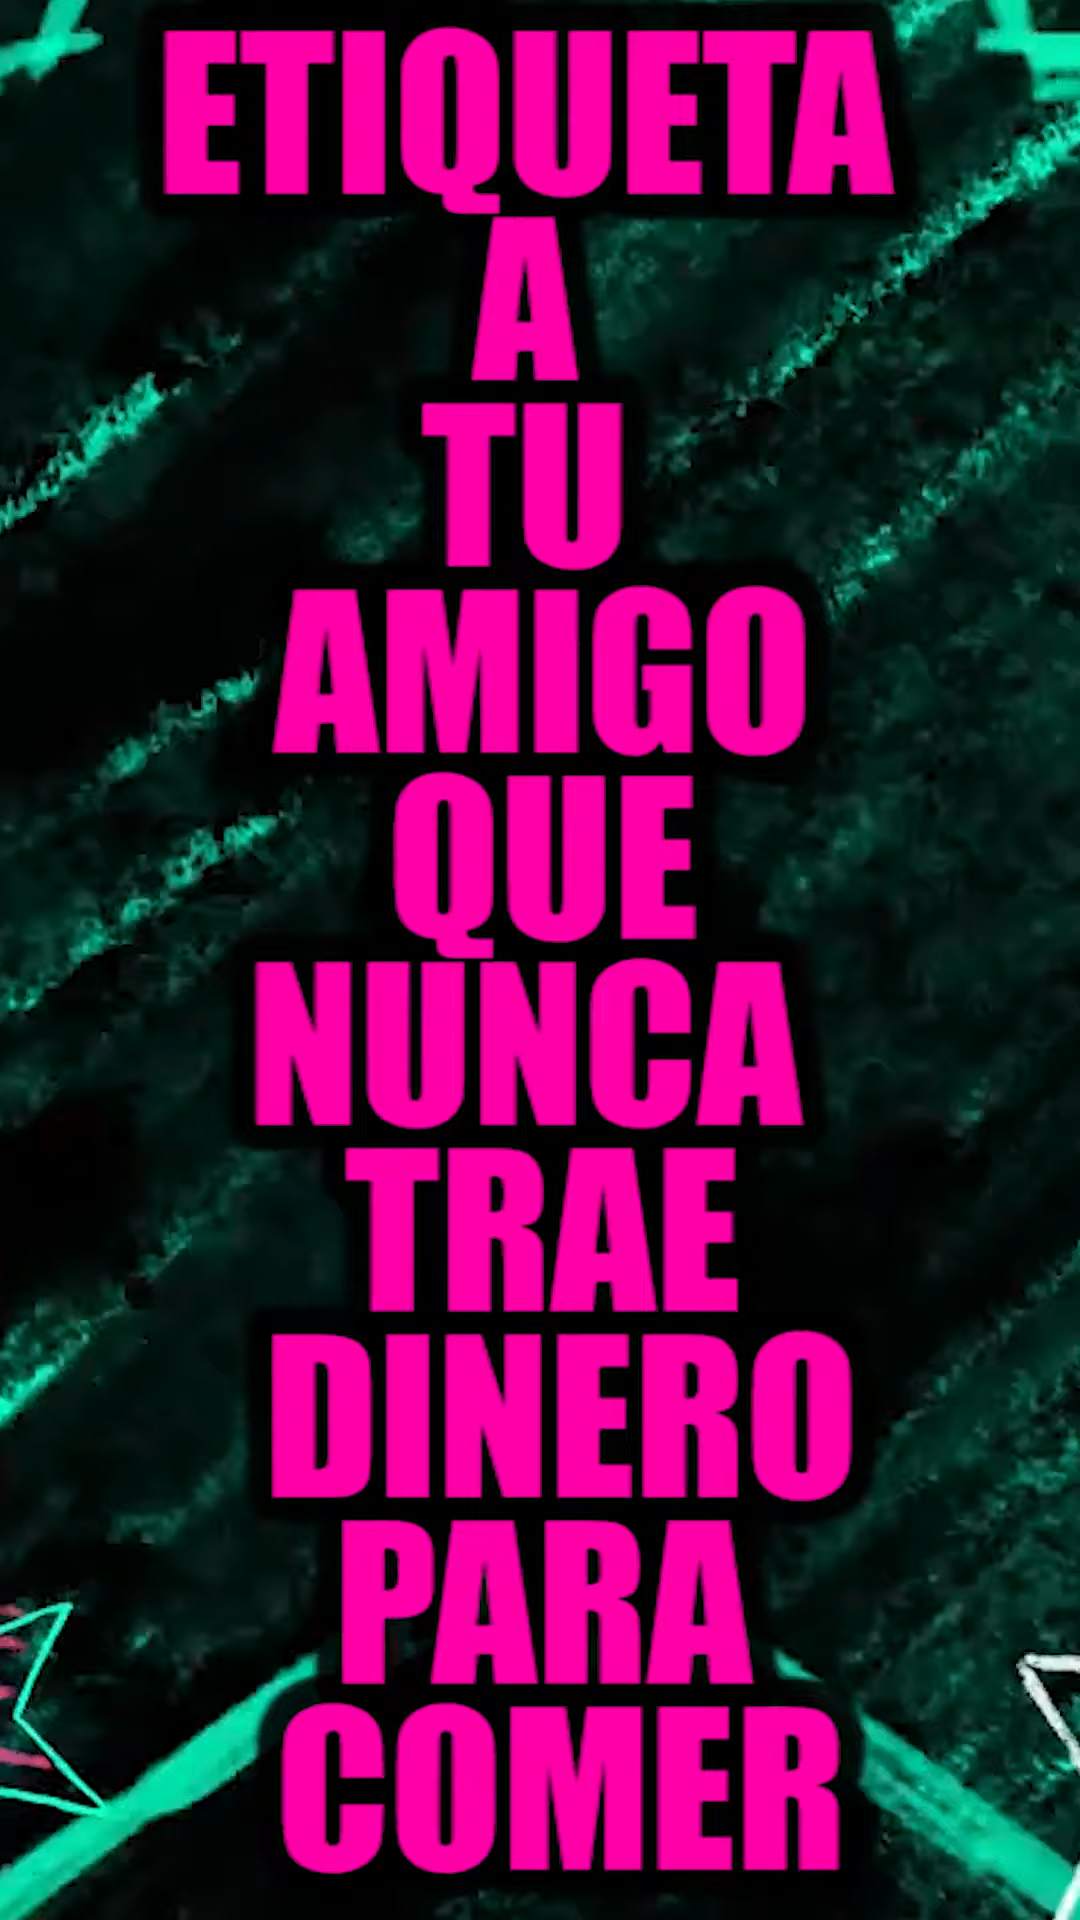 ETIQUETA
A
TU
AMIGO
QUE
NUNCA
TRAE
DINERO
PARA
COMER